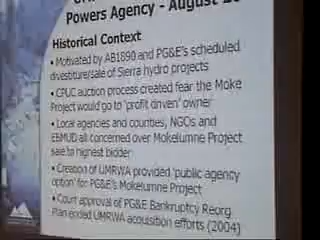 Powers Agency - August
Historical Context
• Motivated by AB1890 and PG&E's scheduled
divestiture/sale of Sierra hydro projects
• CPUC auction process created fear the Moke
Project would go to 'profit driven' owner
• Local agencies and counties, NGOs and
EBMUD all concerned over Mokelumne Project
sale to highest bidder
• Creation of UMRWA provided 'public agency
option' for PG&E's Mokelumne Project
• Court approval of PG&E Bankruptcy Reorg
Plan ended UMRWA acquisition efforts (2004)